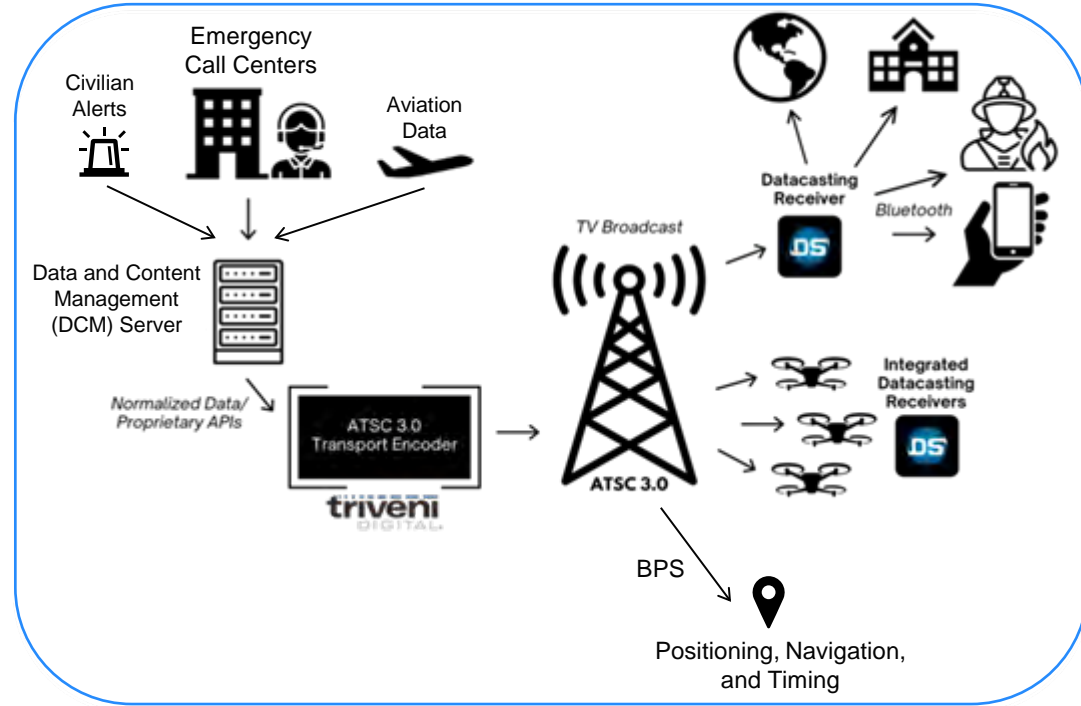 Emergency
Call Centers
Civilian
Alerts
Aviation
Data
Data and Content
Management
(DCM) Server
Normalized Data/
Proprietary APIs
ATSC 3.0
Transport Encoder
triveni
DIGITAL
TV Broadcast
ATSC 3.0
Datacasting
Receiver
DS
Bluetooth
Integrated
Datacasting
Receivers
DS
BPS
Positioning, Navigation,
and Timing